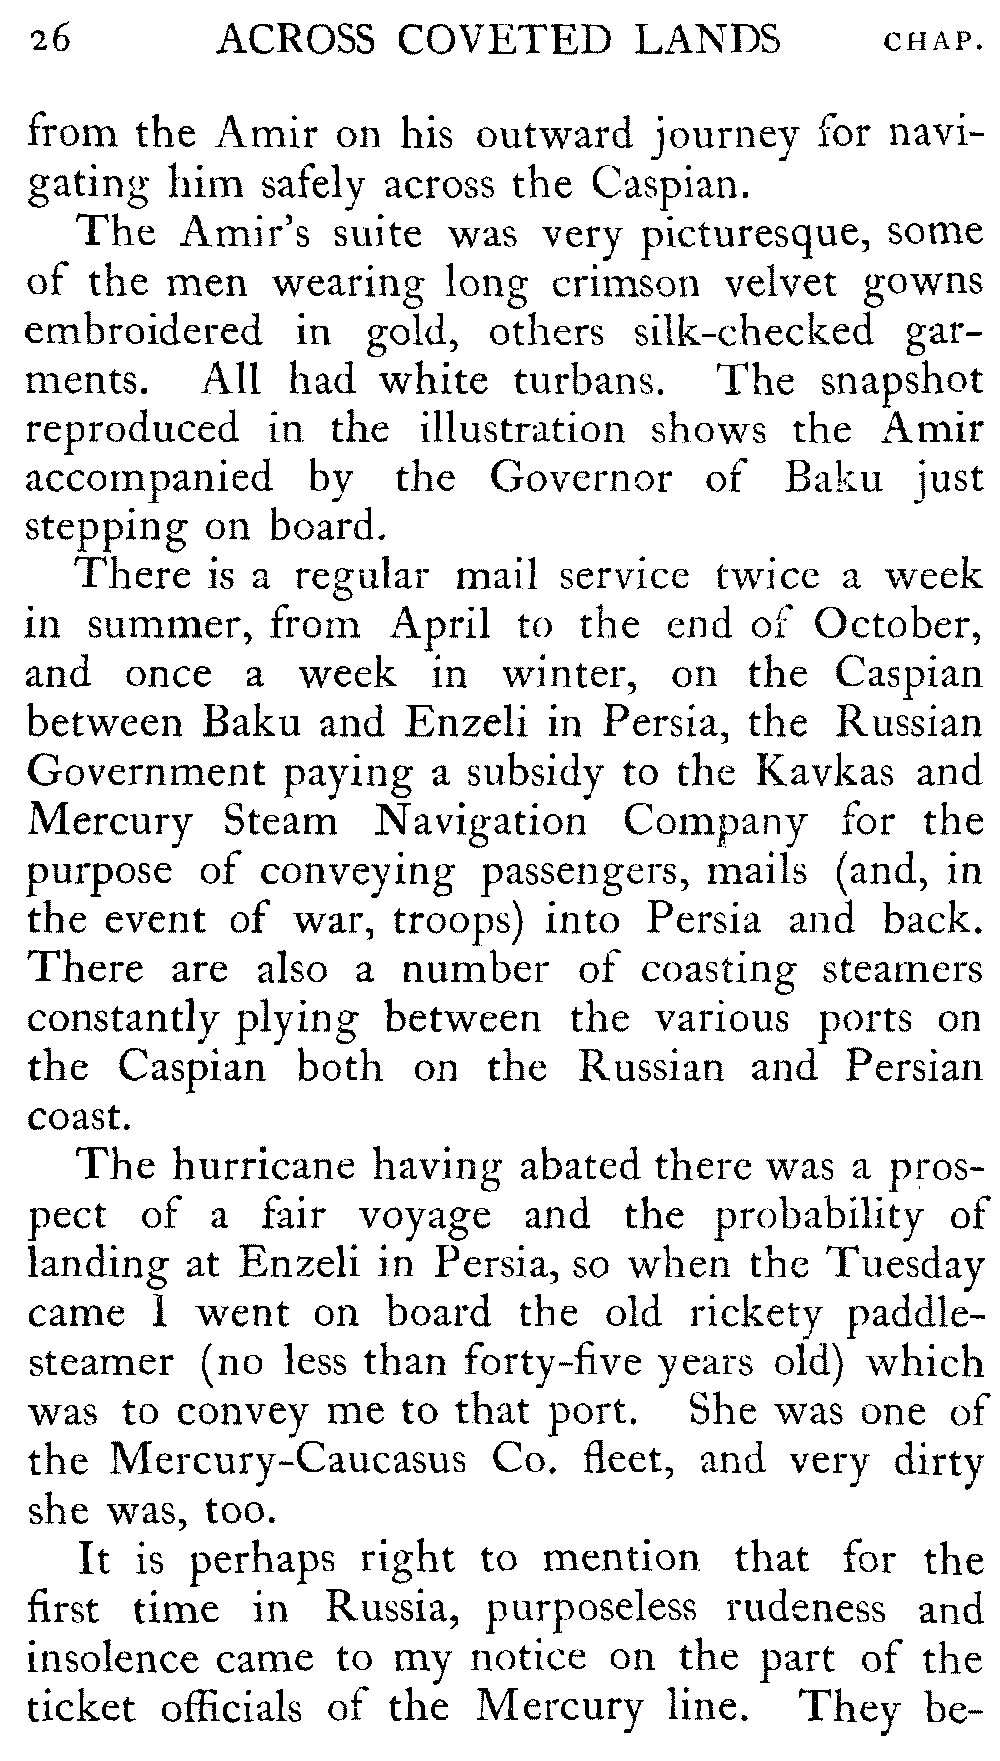 26 ACROSS COVETED LANDS CHAP.
from the Amir on his outward journey for navi-
gating him safely across the Caspian.
The Amir's suite was very picturesque, some
of the men wearing long crimson velvet gowns
embroidered in gold, others silk-checked gar-
ments. All had white turbans. The snapshot
reproduced in the illustration shows the Amir
accompanied by the Governor of Baku just
stepping on board.
There is a regular mail service twice a week
in summer, from April to the end of October,
and once a week in winter, on the Caspian
between Baku and Enzeli in Persia, the Russian
Government paying a subsidy to the Kavkas and
Mercury Steam Navigation Company for the
purpose of conveying passengers, mails (and, in
the event of war, troops) into Persia and back.
There are also a number of coasting steamers
constantly plying between the various ports on
the Caspian both on the Russian and Persian
coast.
The hurricane having abated there was a pros-
pect of a fair voyage and the probability of
landing at Enzeli in Persia, so when the Tuesday
came I went on board the old rickety paddle-
steamer (no less than forty-five years old) which
was to convey me to that port. She was one of
the Mercury-Caucasus Co. fleet, and very dirty
she was, too.
It is perhaps right to mention that for the
first time in Russia, purposeless rudeness and
insolence came to my notice on the part of the
ticket officials of the Mercury line. They be-